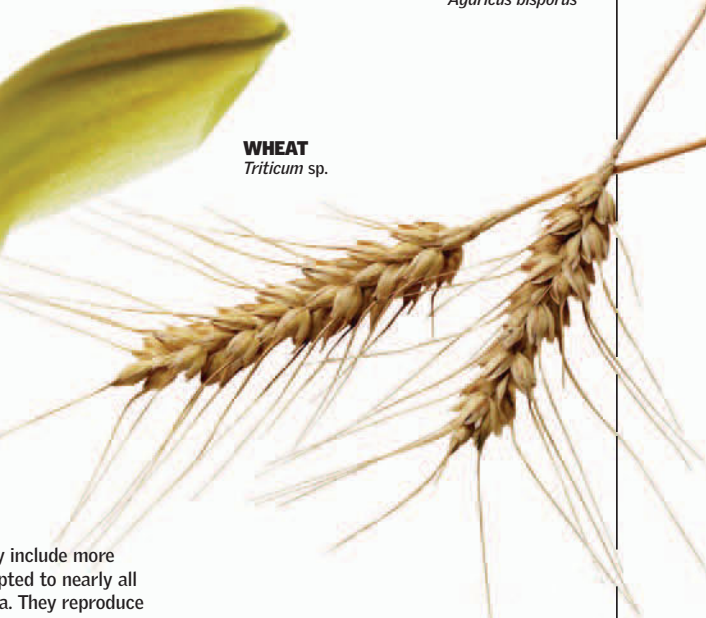 Agaricus bisporus
WHEAT
Triticum sp.
y include more
pted to nearly all
a. They reproduce